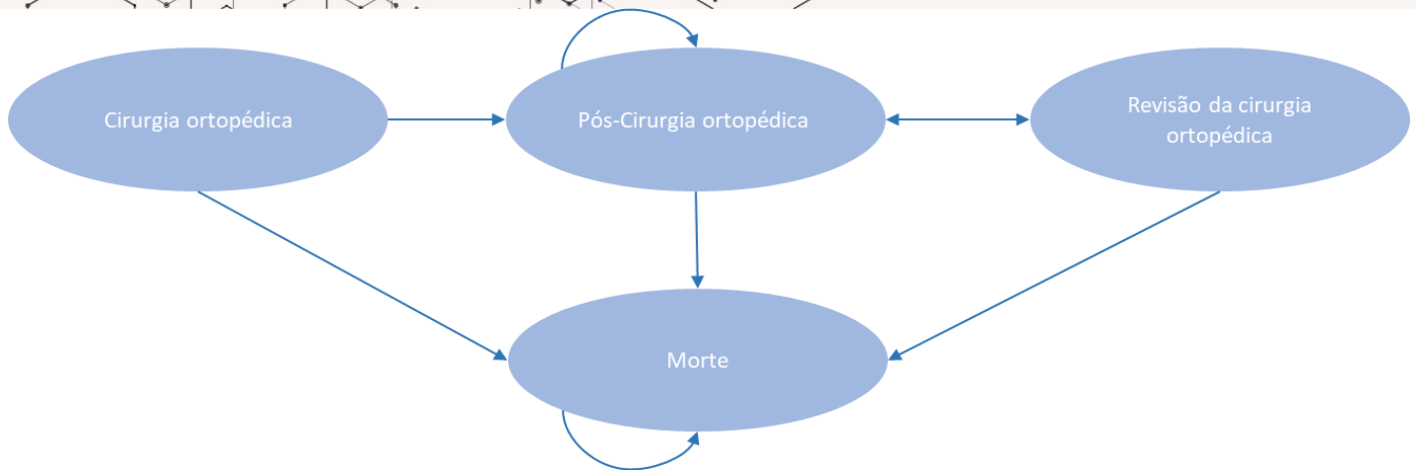 Cirurgia ortopédica
Pós-Cirurgia ortopédica
Revisão da cirurgia
ortopédica
Morte